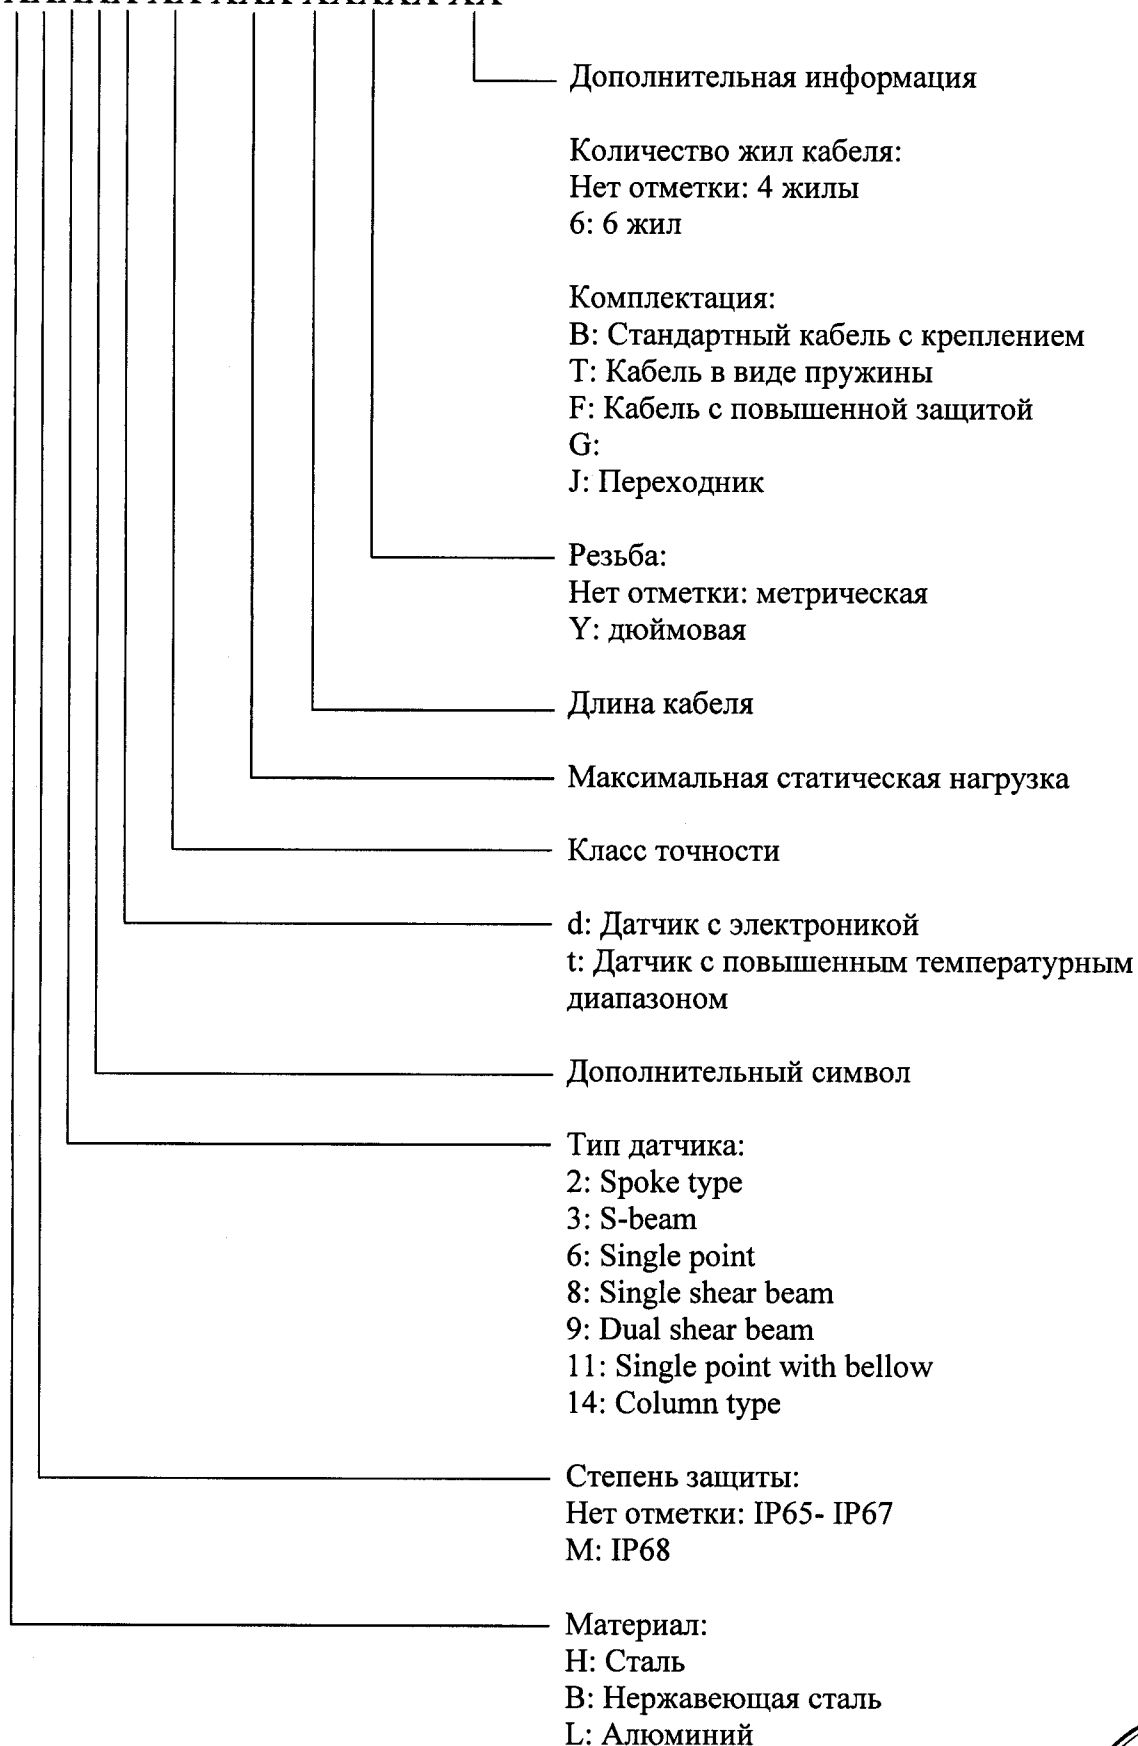 Дополнительная информация
Количество жил кабеля:
Нет отметки: 4 жилы
6: 6 жил
Комплектация:
B: Стандартный кабель с креплением
T: Кабель в виде пружины
F: Кабель с повышенной защитой
G:
J: Переходник
Резьба:
Нет отметки: метрическая
Y: дюймовая
Длина кабеля
Максимальная статическая нагрузка
Класс точности
d: Датчик с электроникой
t: Датчик с повышенным температурным
диапазоном
Дополнительный символ
Тип датчика:
2: Spoke type
3: S-beam
6: Single point
8: Single shear beam
9: Dual shear beam
11: Single point with bellow
14: Column type
Степень защиты:
Нет отметки: IP65- IP67
M: IP68
Материал:
H: Сталь
B: Нержавеющая сталь
L: Алюминий